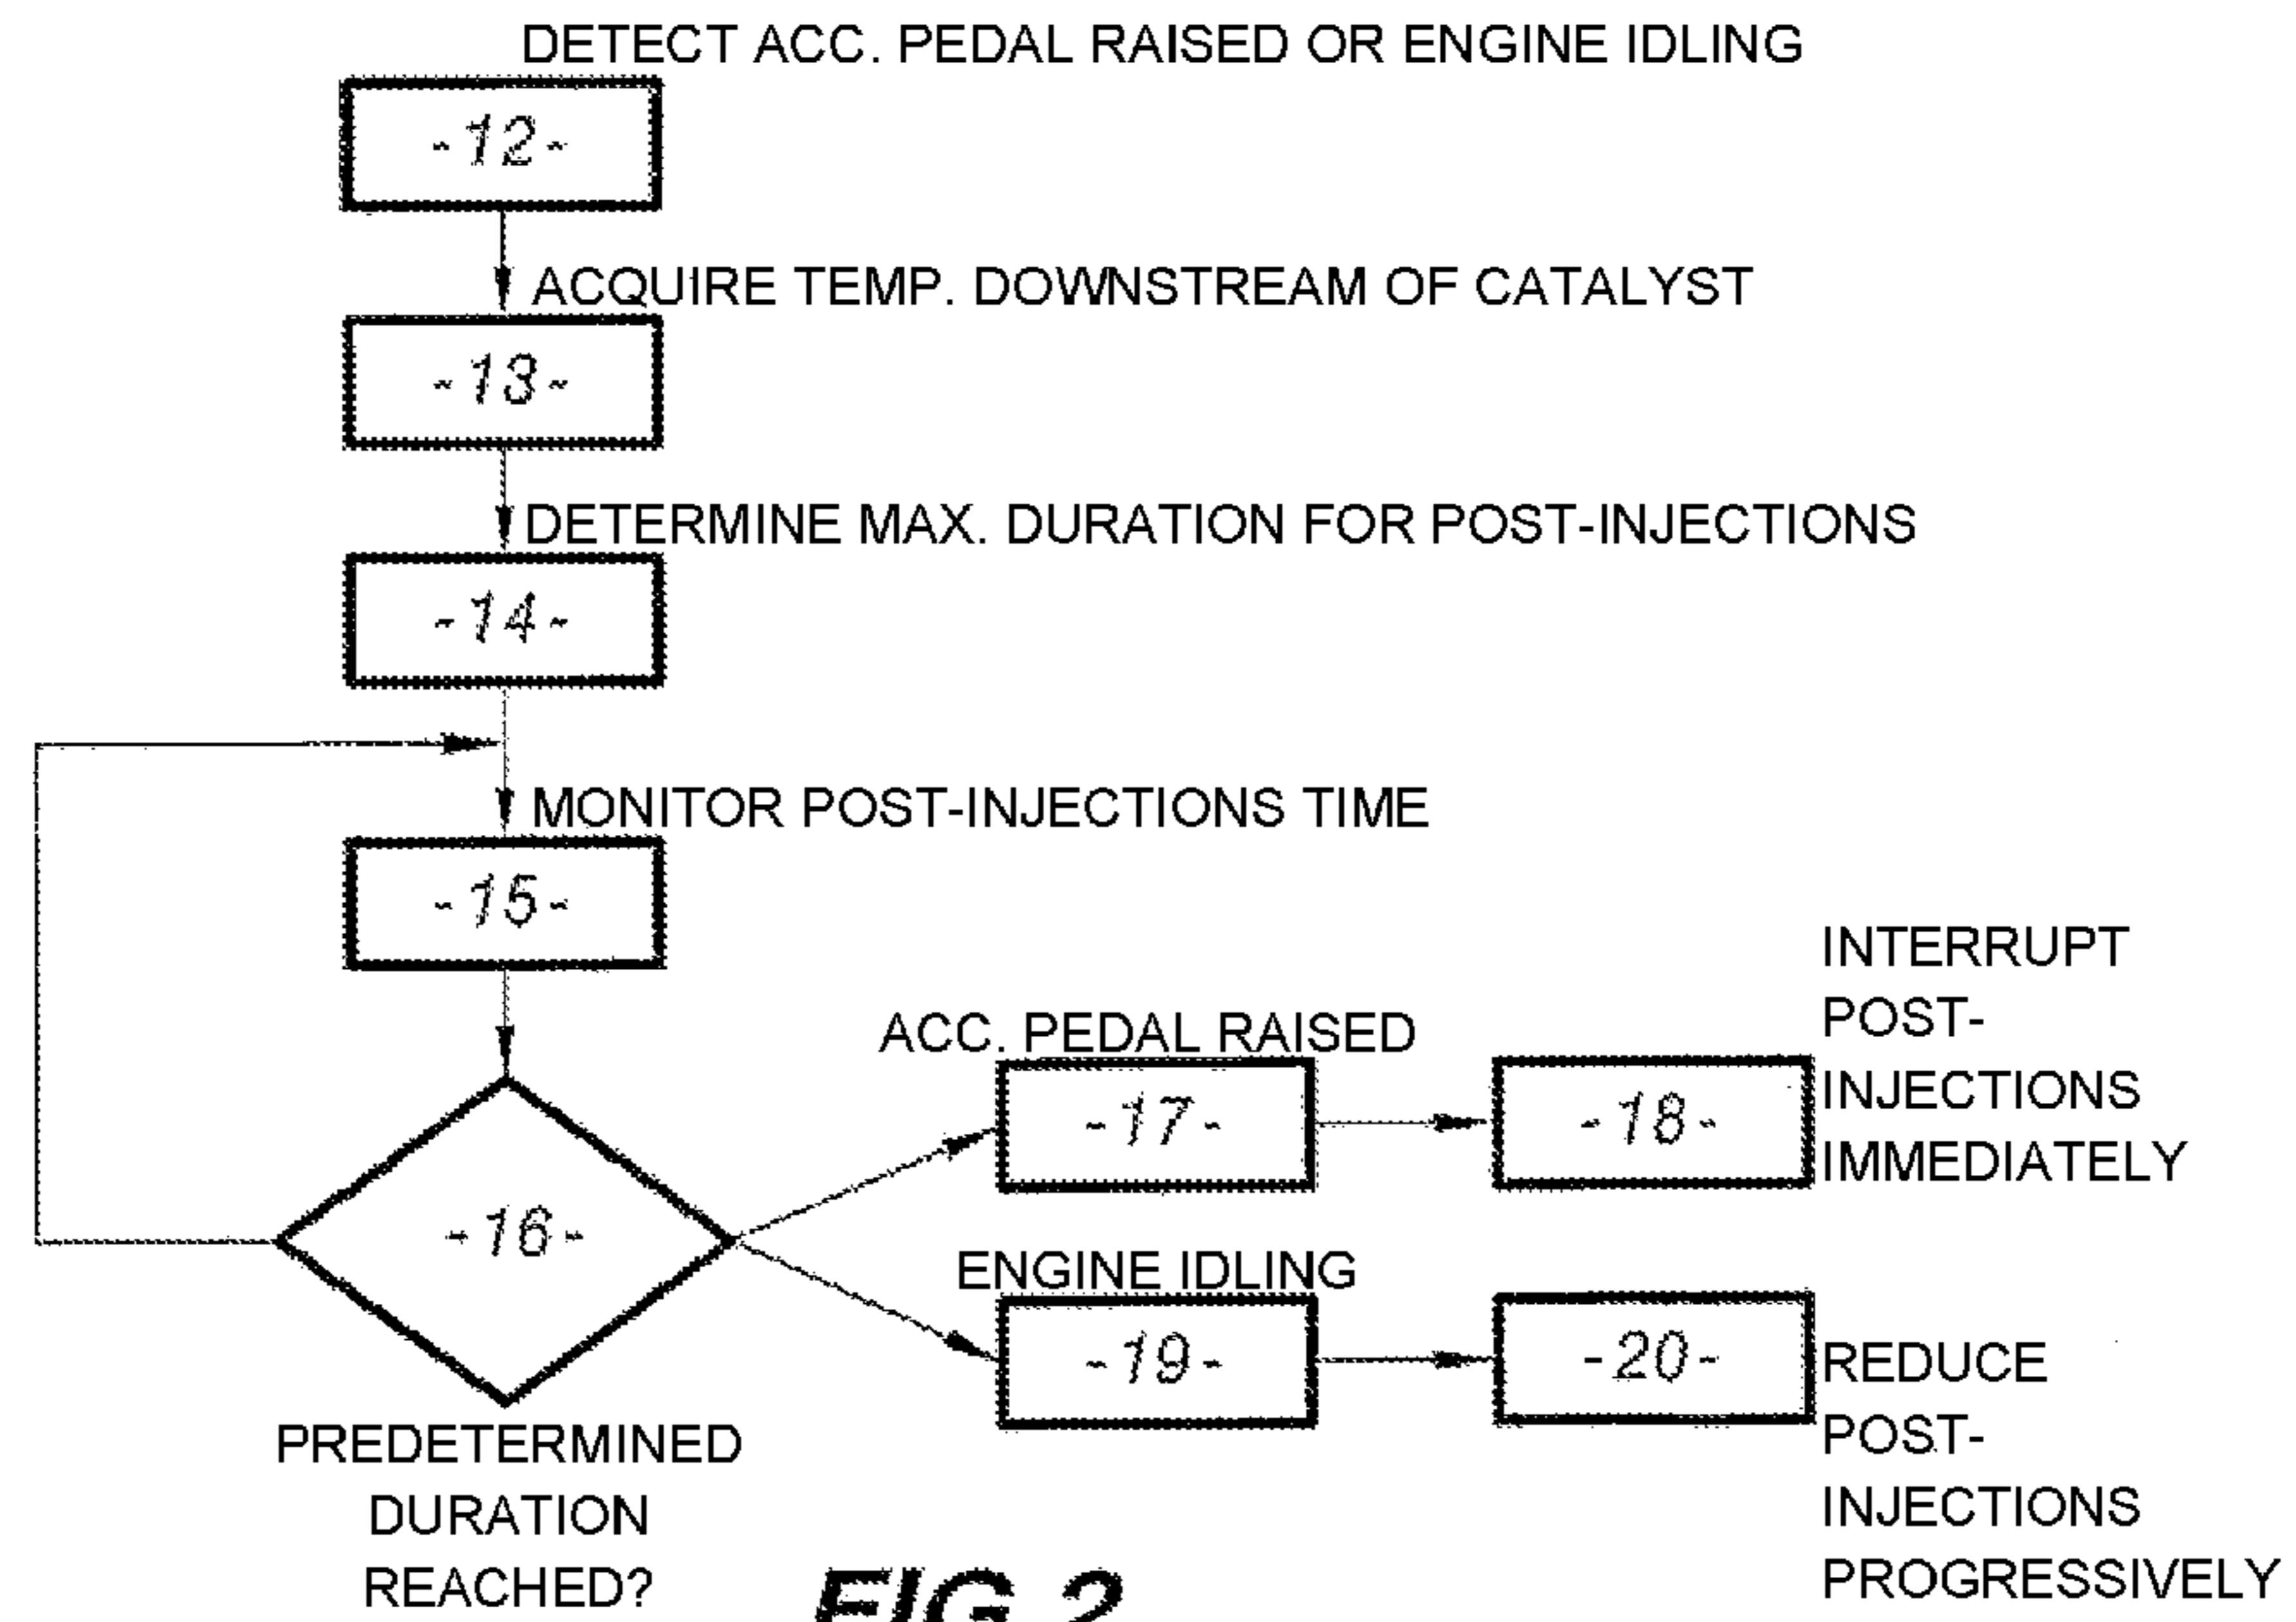 DETECT ACC. PEDAL RAISED OR ENGINE IDLING
-12-
ACQUIRE TEMP. DOWNSTREAM OF CATALYST
-13-
DETERMINE MAX. DURATION FOR POST-INJECTIONS
-14-
MONITOR POST-INJECTIONS TIME
-15-
ACC. PEDAL RAISED
-17-
-18-
INTERRUPT
POST-
INJECTIONS
IMMEDIATELY
-16-
ENGINE IDLING
-19-
-20-
REDUCE
POST-
INJECTIONS
PROGRESSIVELY
PREDETERMINED
DURATION
REACHED?
FIG.2